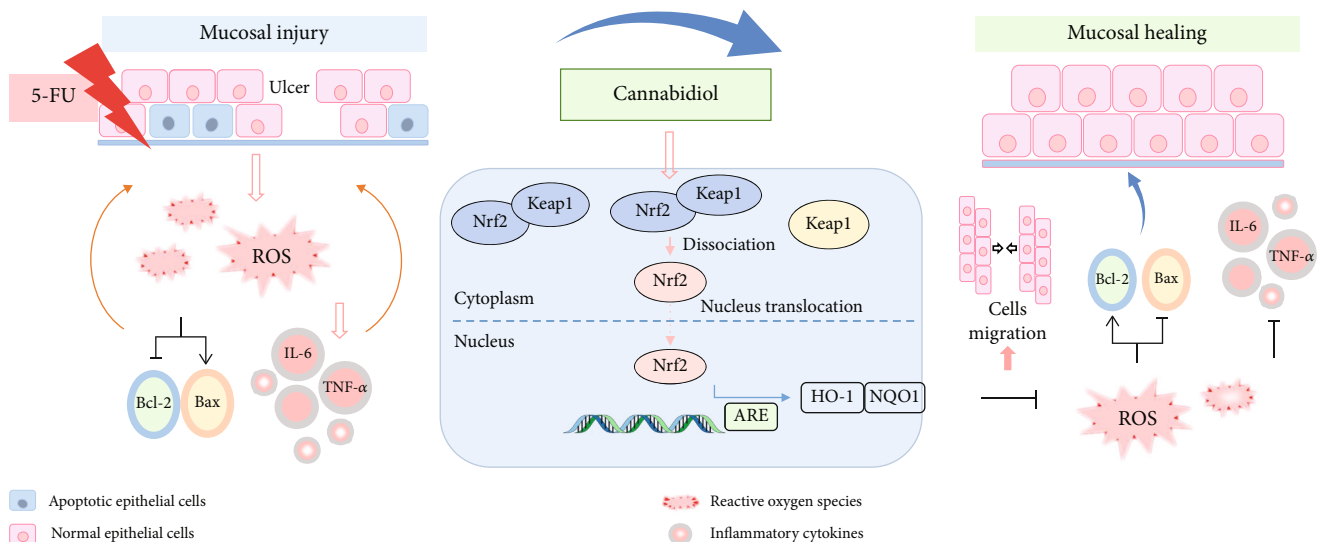 Mucosal injury
5-FU
Ulcer
ROS
IL-6
TNF-α
Bcl-2
Bax
Cannabidiol
Nrf2
Keap1
Nrf2
Keap1
Keap1
Dissociation
Nrf2
Cytoplasm
Nucleus translocation
Nucleus
Nrf2
ARE
HO-1
NQO1
Mucosal healing
Cells
migration
Bcl-2
Bax
IL-6
TNF-α
ROS
Apoptotic epithelial cells
Normal epithelial cells
Reactive oxygen species
Inflammatory cytokines